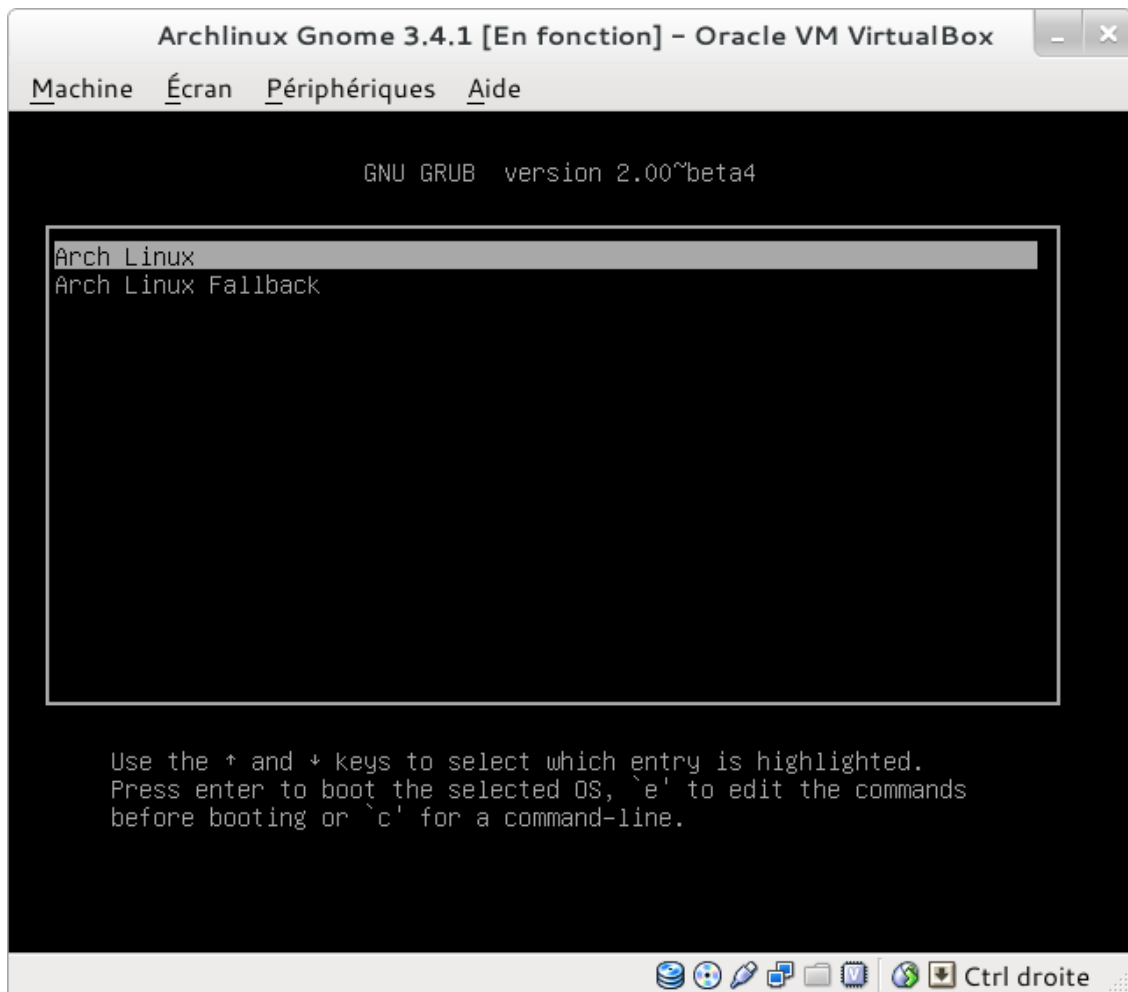 Archlinux Gnome 3.4.1 [En fonction] - Oracle VM VirtualBox
Machine Écran Périphériques Aide
GNU GRUB version 2.00~beta4
Arch Linux
Arch Linux Fallback
Use the ↑ and ↓ keys to select which entry is highlighted.
Press enter to boot the selected OS, `e' to edit the commands
before booting or `c' for a command-line.
Ctrl droite